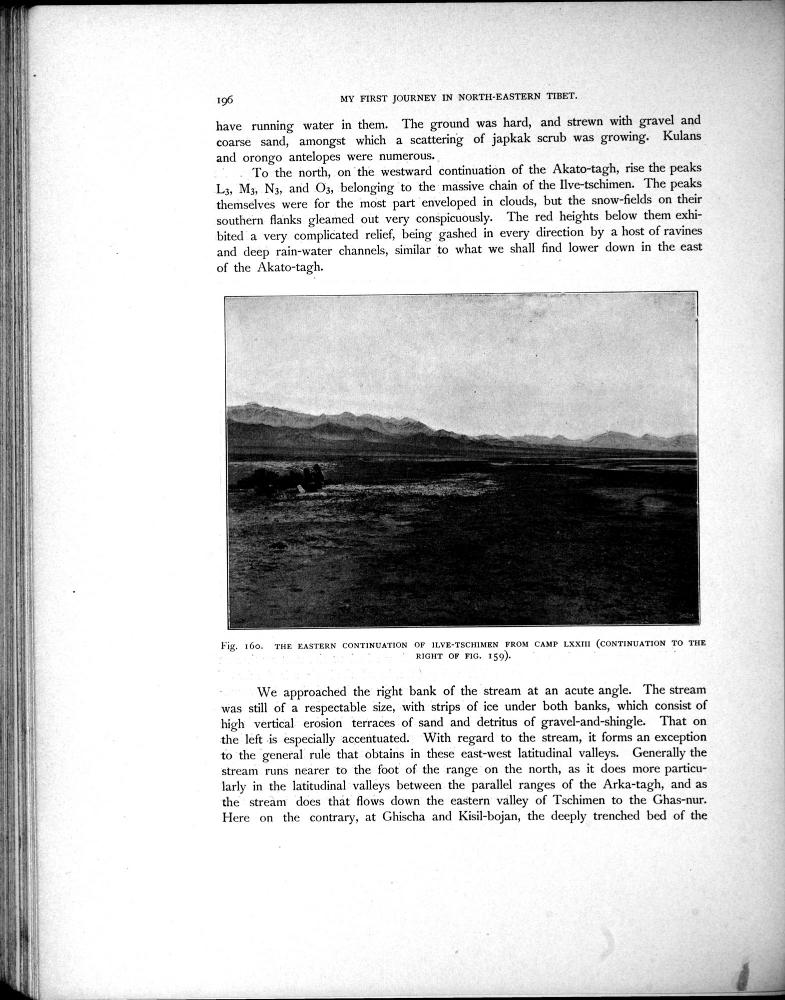 196 MY FIRST JOURNEY IN NORTH-EASTERN TIBET.
have running water in them. The ground was hard, and strewn with gravel and
coarse sand, amongst which a scattering of japkak scrub was growing. Kulans
and orongo antelopes were numerous.
To the north, on the westward continuation of the Akato-tagh, rise the peaks
L3, M3, N3, and O3, belonging to the massive chain of the Ilve-tschimen. The peaks
themselves were for the most part enveloped in clouds, but the snow-fields on their
southern flanks gleamed out very conspicuously. The red heights below them exhi-
bited a very complicated relief, being gashed in every direction by a host of ravines
and deep rain-water channels, similar to what we shall find lower down in the east
of the Akato-tagh.
Fig. 160. THE EASTERN CONTINUATION OF ILVE-TSCHIMEN FROM CAMP LXXIII (CONTINUATION TO THE
RIGHT OF FIG. 159).
We approached the right bank of the stream at an acute angle. The stream
was still of a respectable size, with strips of ice under both banks, which consist of
high vertical erosion terraces of sand and detritus of gravel-and-shingle. That on
the left is especially accentuated. With regard to the stream, it forms an exception
to the general rule that obtains in these east-west latitudinal valleys. Generally the
stream runs nearer to the foot of the range on the north, as it does more particu-
larly in the latitudinal valleys between the parallel ranges of the Arka-tagh, and as
the stream does that flows down the eastern valley of Tschimen to the Ghas-nur.
Here on the contrary, at Ghischa and Kisil-bojan, the deeply trenched bed of the